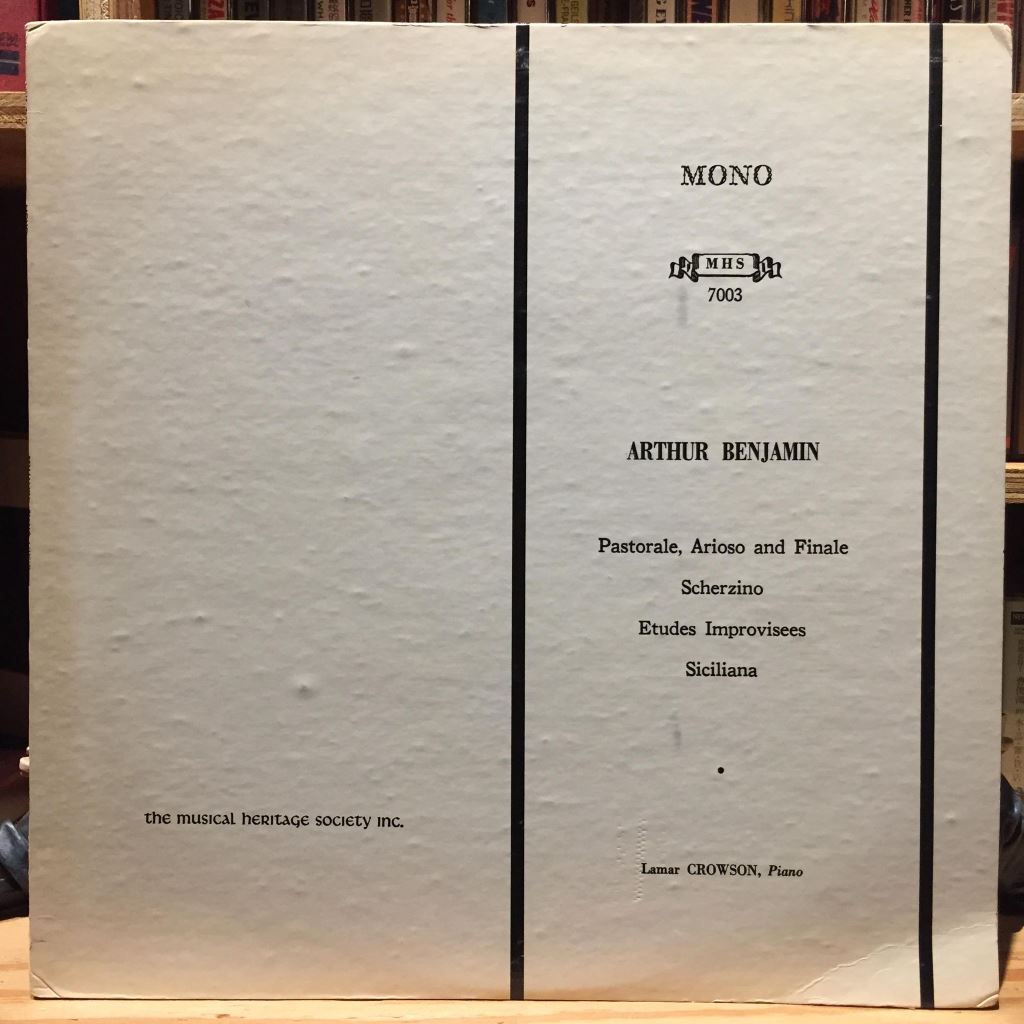 MONO
MHS
7003
ARTHUR BENJAMIN
Pastorale, Arioso and Finale
Scherzino
Etudes Improvisees
Siciliana
•
Lamar CROWSON, Piano
the musical heritage society inc.